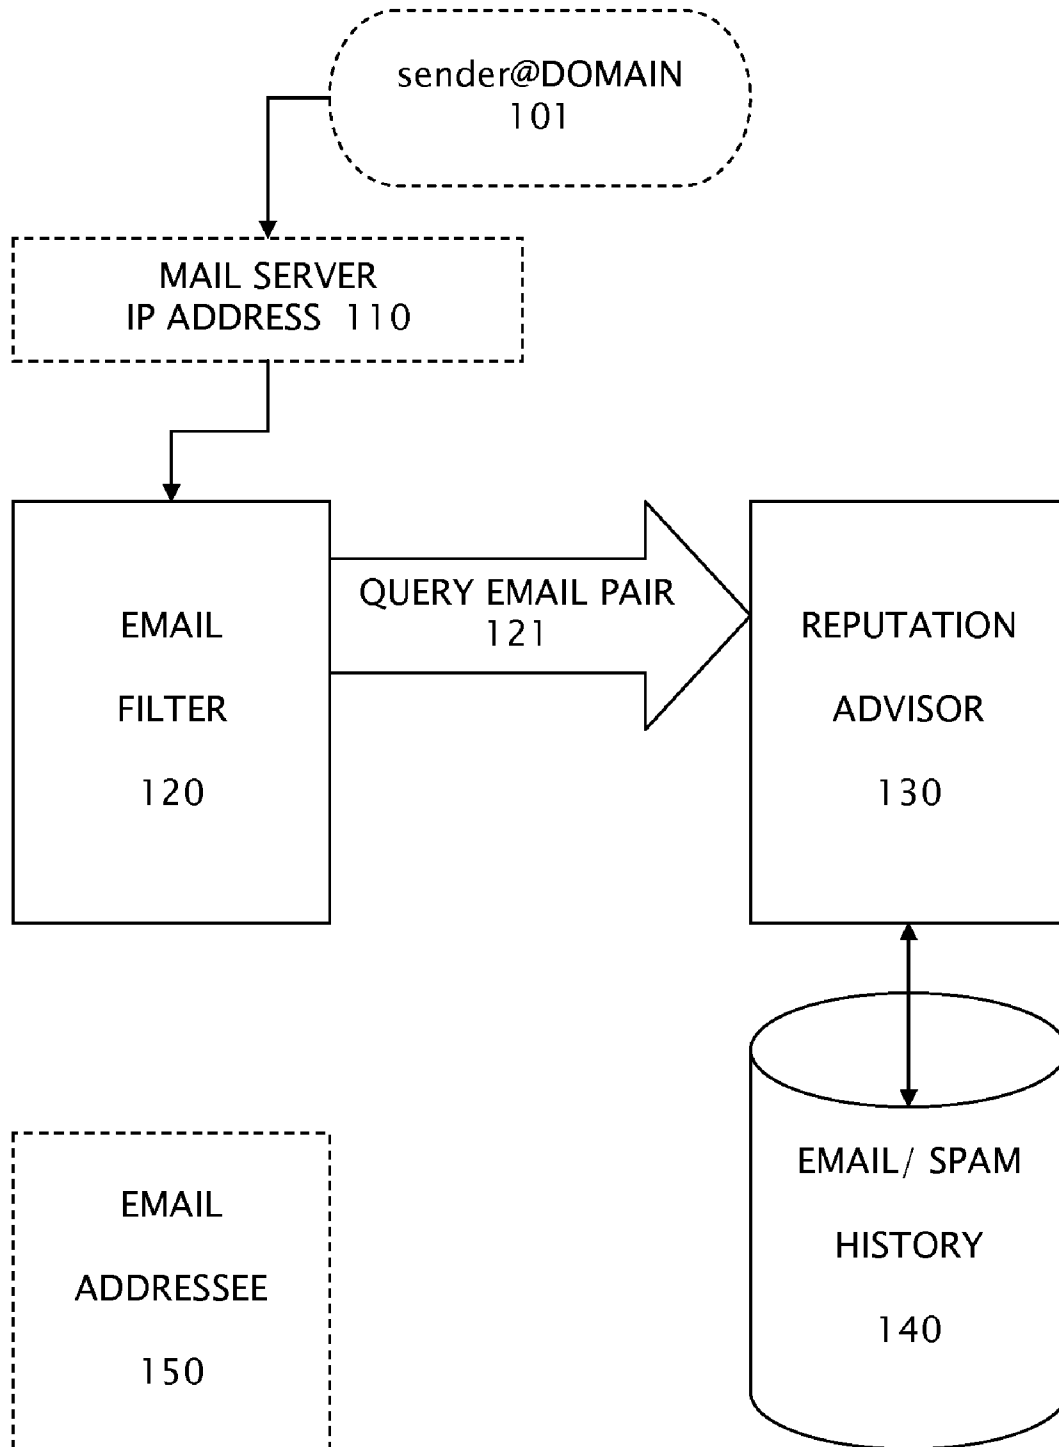 sender@DOMAIN
101
MAIL SERVER
IP ADDRESS 110
QUERY EMAIL PAIR
121
EMAIL
FILTER
120
REPUTATION
ADVISOR
130
EMAIL/ SPAM
HISTORY
140
EMAIL
ADDRESSEE
150